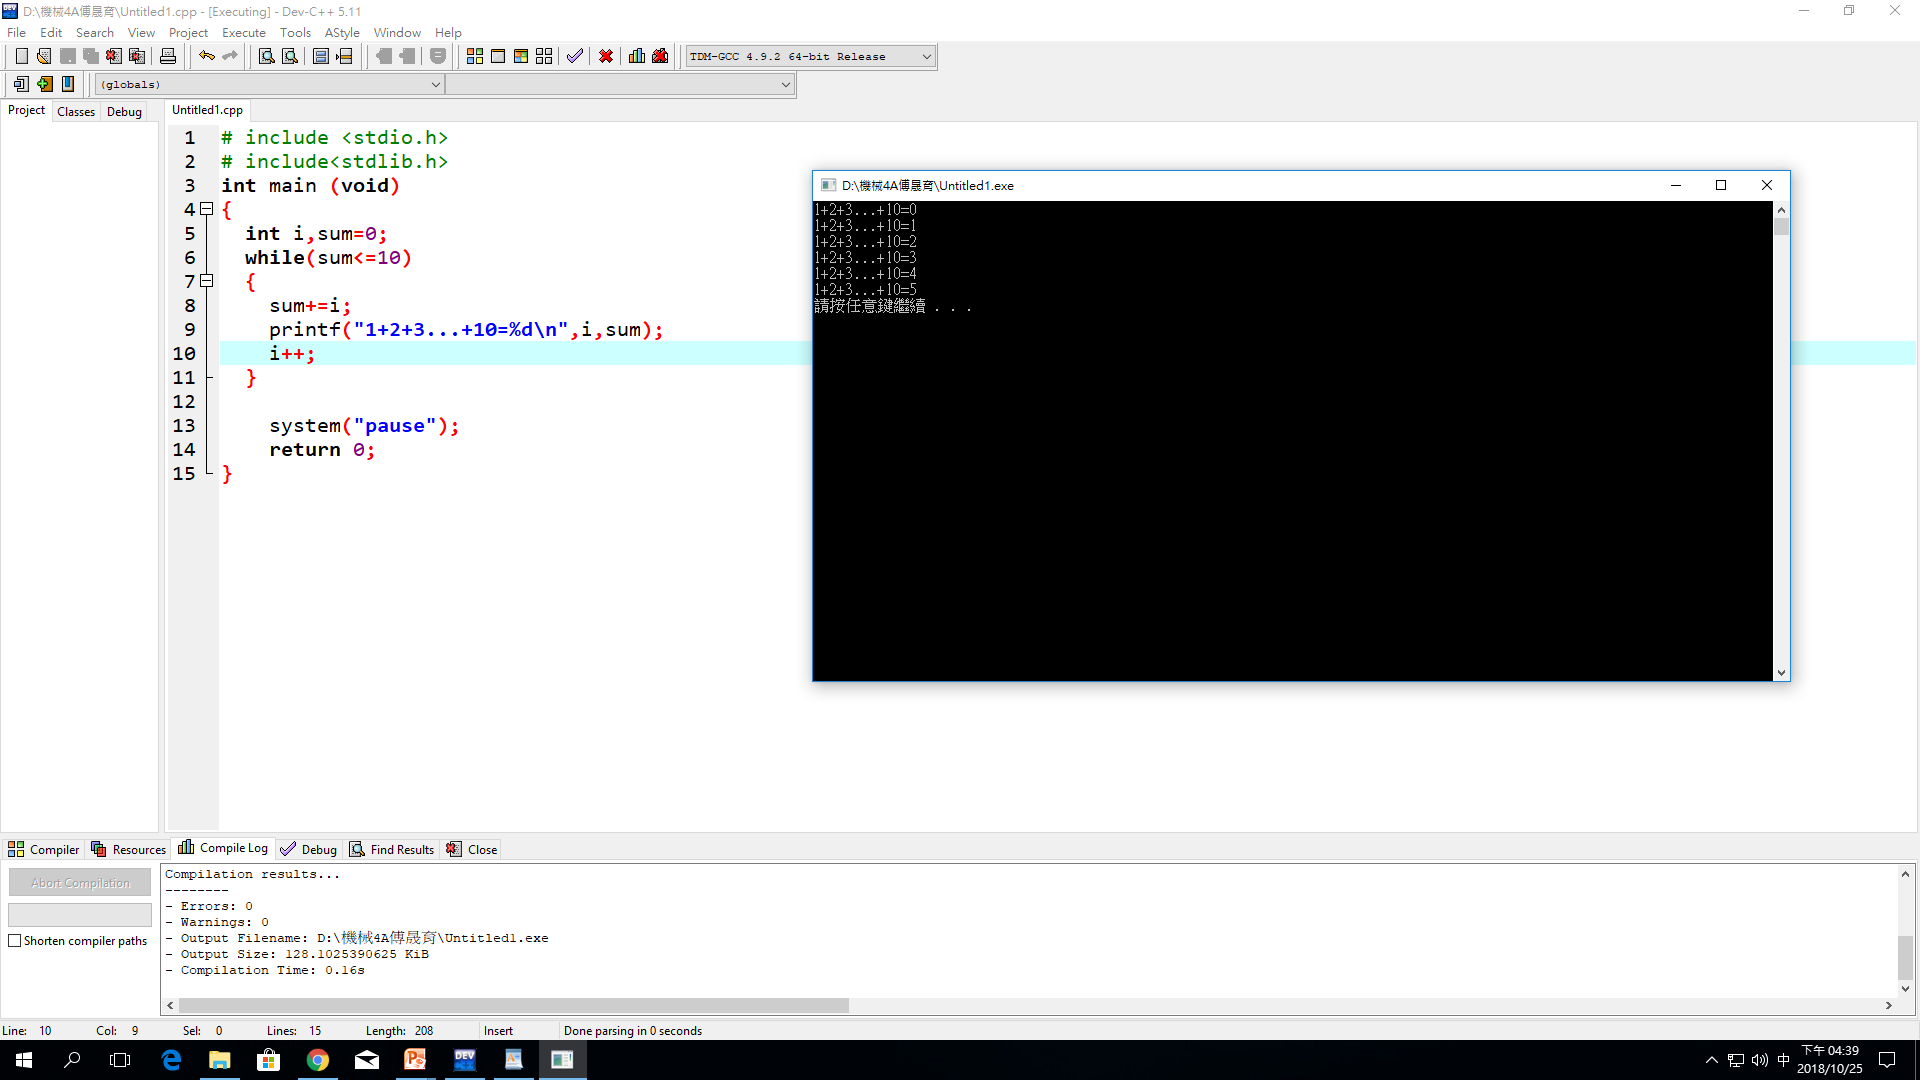 D:\機械4A傅晟育\Untitled1.cpp - [Executing] - Dev-C++ 5.11
File Edit Search View Project Execute Tools AStyle Window Help
TDM-GCC 4.9.2 64-bit Release
(globals)
Project Classes Debug
Untitled1.cpp
1 # include <stdio.h>
2 # include<stdlib.h>
3 int main (void)
4 {
5 int i,sum=0;
6 while(sum<=10)
7 {
8 sum+=i;
9 printf("1+2+3...+10=%d\n",i,sum);
10 i++;
11 }
12
13 system("pause");
14 return 0;
15 }
D:\機械4A傅晟育\Untitled1.exe
1+2+3...+10=0
1+2+3...+10=1
1+2+3...+10=2
1+2+3...+10=3
1+2+3...+10=4
1+2+3...+10=5
請按任意鍵繼續 . . .
Compiler Resources Compile Log Debug Find Results Close
Abort Compilation
Shorten compiler paths
Compilation results...
--------
- Errors: 0
- Warnings: 0
- Output Filename: D:\機械4A傅晟育\Untitled1.exe
- Output Size: 128.1025390625 KiB
- Compilation Time: 0.16s
Line: 10 Col: 9 Sel: 0 Lines: 15 Length: 208 Insert Done parsing in 0 seconds
DEV
中
下午 04:39
2018/10/25